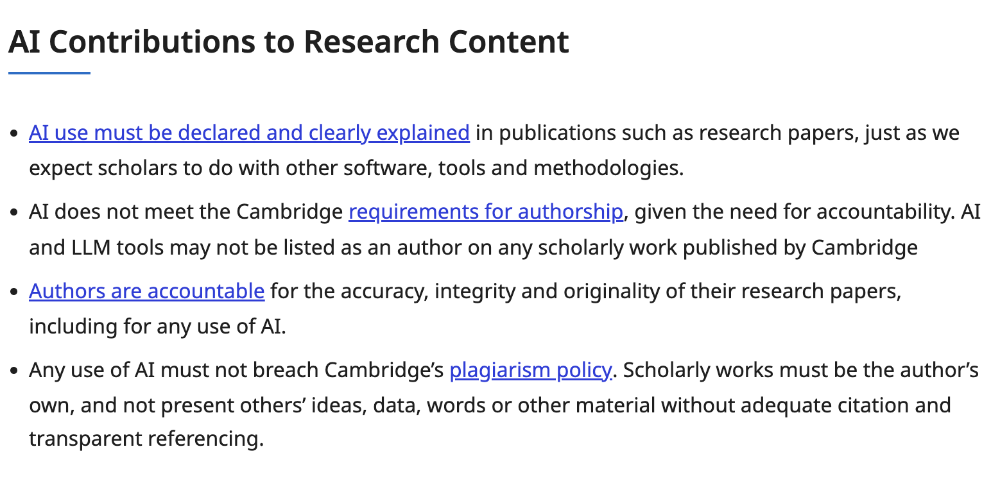 AI Contributions to Research Content
• AI use must be declared and clearly explained in publications such as research papers, just as we
expect scholars to do with other software, tools and methodologies.
• AI does not meet the Cambridge requirements for authorship, given the need for accountability. AI
and LLM tools may not be listed as an author on any scholarly work published by Cambridge
• Authors are accountable for the accuracy, integrity and originality of their research papers,
including for any use of AI.
• Any use of AI must not breach Cambridge’s plagiarism policy. Scholarly works must be the author’s
own, and not present others’ ideas, data, words or other material without adequate citation and
transparent referencing.